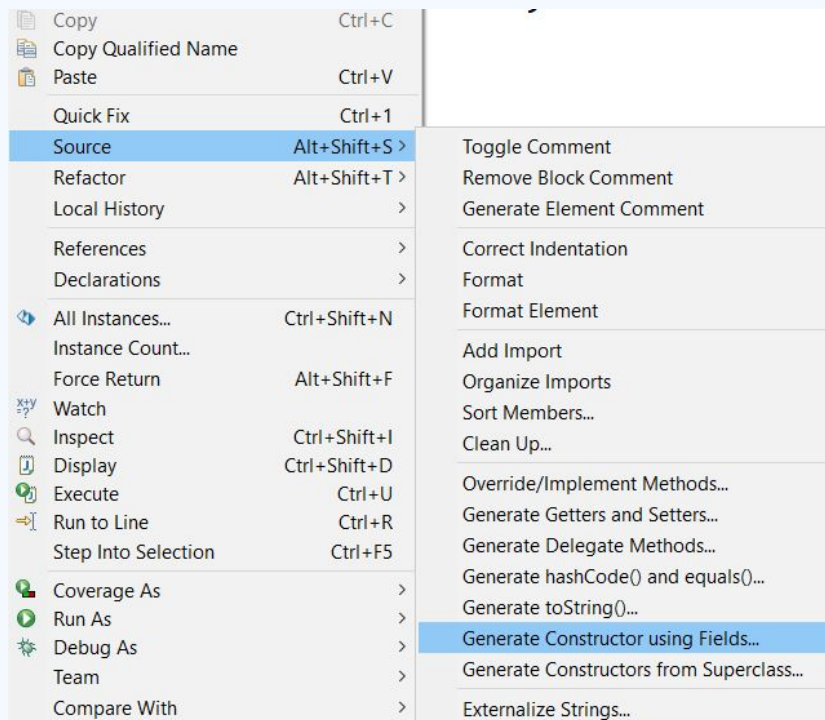 Copy Ctrl+C
Copy Qualified Name
Paste Ctrl+V
Quick Fix Ctrl+1
Source Alt+Shift+S >
Refactor Alt+Shift+T >
Local History >
References >
Declarations >
All Instances... Ctrl+Shift+N
Instance Count...
Force Return Alt+Shift+F
x+y=? Watch
Inspect Ctrl+Shift+I
Display Ctrl+Shift+D
Execute Ctrl+U
Run to Line Ctrl+R
Step Into Selection Ctrl+F5
Coverage As >
Run As >
Debug As >
Team >
Compare With >
Toggle Comment
Remove Block Comment
Generate Element Comment
Correct Indentation
Format
Format Element
Add Import
Organize Imports
Sort Members...
Clean Up...
Override/Implement Methods...
Generate Getters and Setters...
Generate Delegate Methods...
Generate hashCode() and equals()...
Generate toString()...
Generate Constructor using Fields...
Generate Constructors from Superclass...
Externalize Strings...